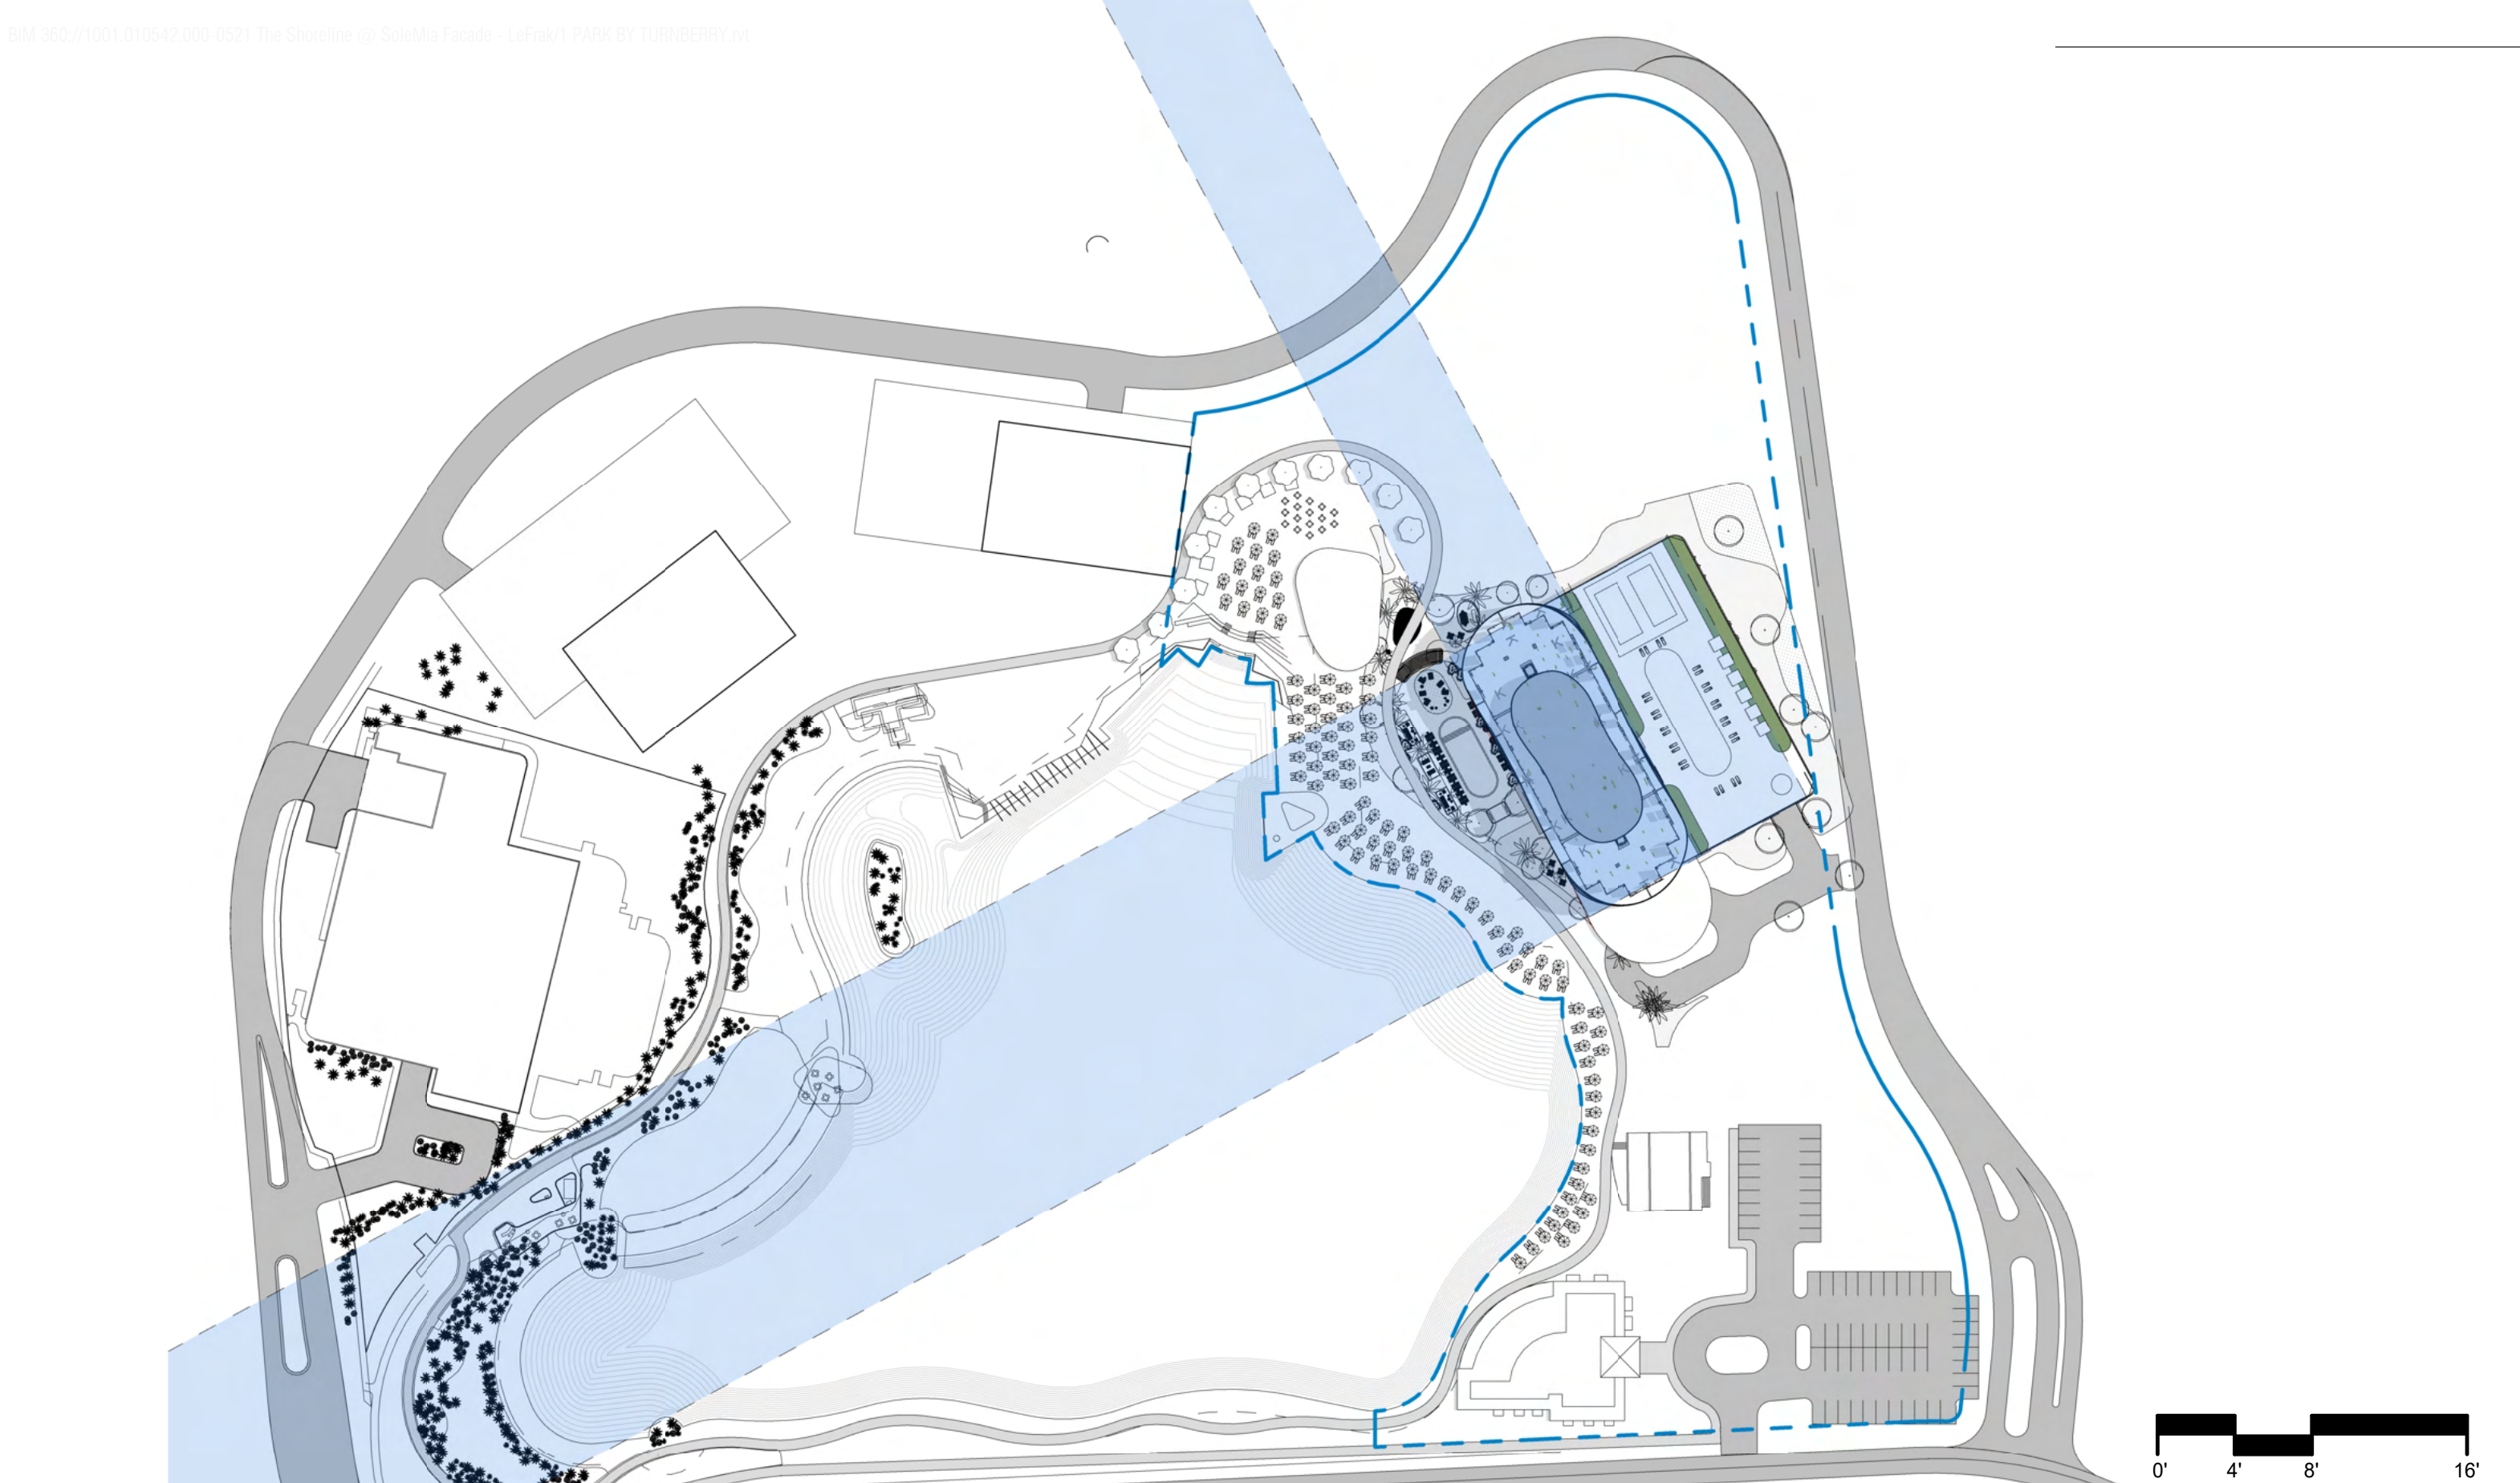 BIM 360://1001.010542.000-0521 The Shoreline @ SoleMia Facade - LeFrak/1 PARK BY TURNBERRY.rvt
0' 4' 8' 16'